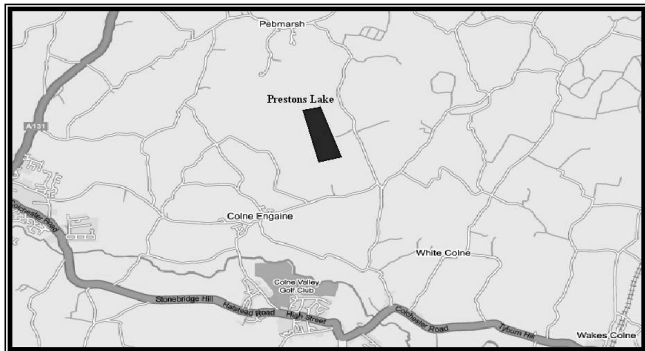 Pebmarsh
Prestons Lake
A131
Colne Engaine
White Colne
Colne Valley
Golf Club
Stonebridge Hill
Halstead Road
High Street
Colchester Road
Tyburn Hill
Wakes Colne